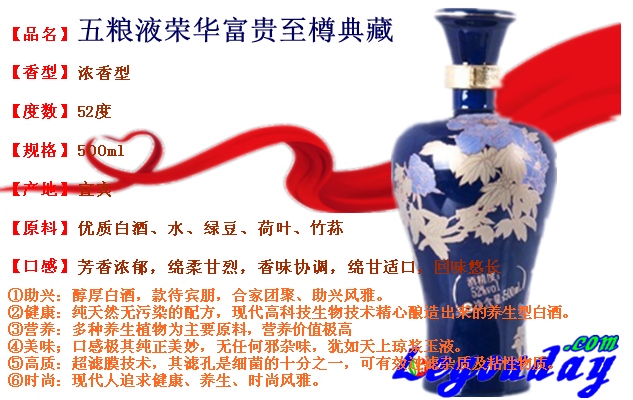 【品名】五粮液荣华富贵至樽典藏
【香型】浓香型
【度数】52度
【规格】500ml
【产地】宜宾
【原料】优质白酒、水、绿豆、荷叶、竹荪
【口感】芳香浓郁，绵柔甘烈，香味协调，绵甘适口，回味悠长
①助兴：醇厚白酒，款待宾朋，合家团聚、助兴风雅。
②健康：纯天然无污染的配方，现代高科技生物技术精心酿造出来的养生型白酒。
③营养：多种养生植物为主要原料，营养价值极高
④美味；口感极其纯正美妙，无任何邪杂味，犹如天上琼浆玉液。
⑤高质：超滤膜技术，其滤孔是细菌的十分之一，可有效过滤杂质及粘性物质。
⑥时尚：现代人追求健康、养生、时尚风雅。
酒精度
52%vol
500ml
Legouday.com